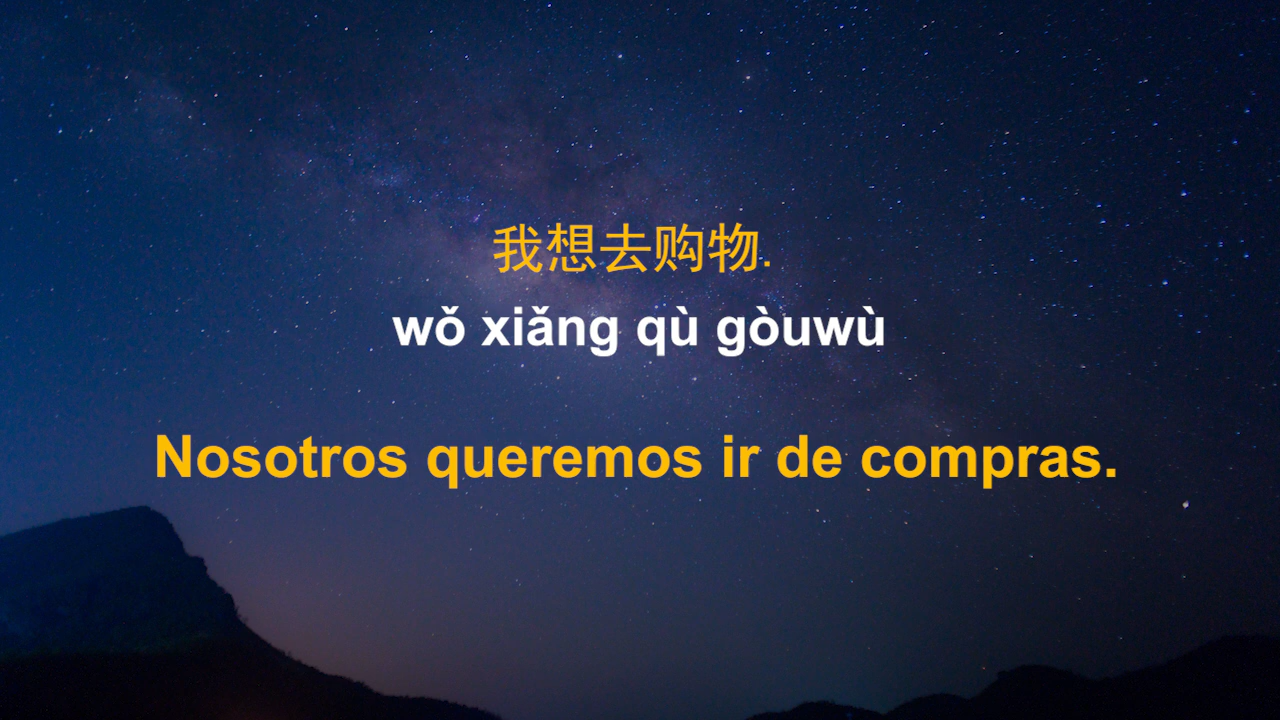 我想去购物.
wǒ xiǎng qù gòuwù
Nosotros queremos ir de compras.